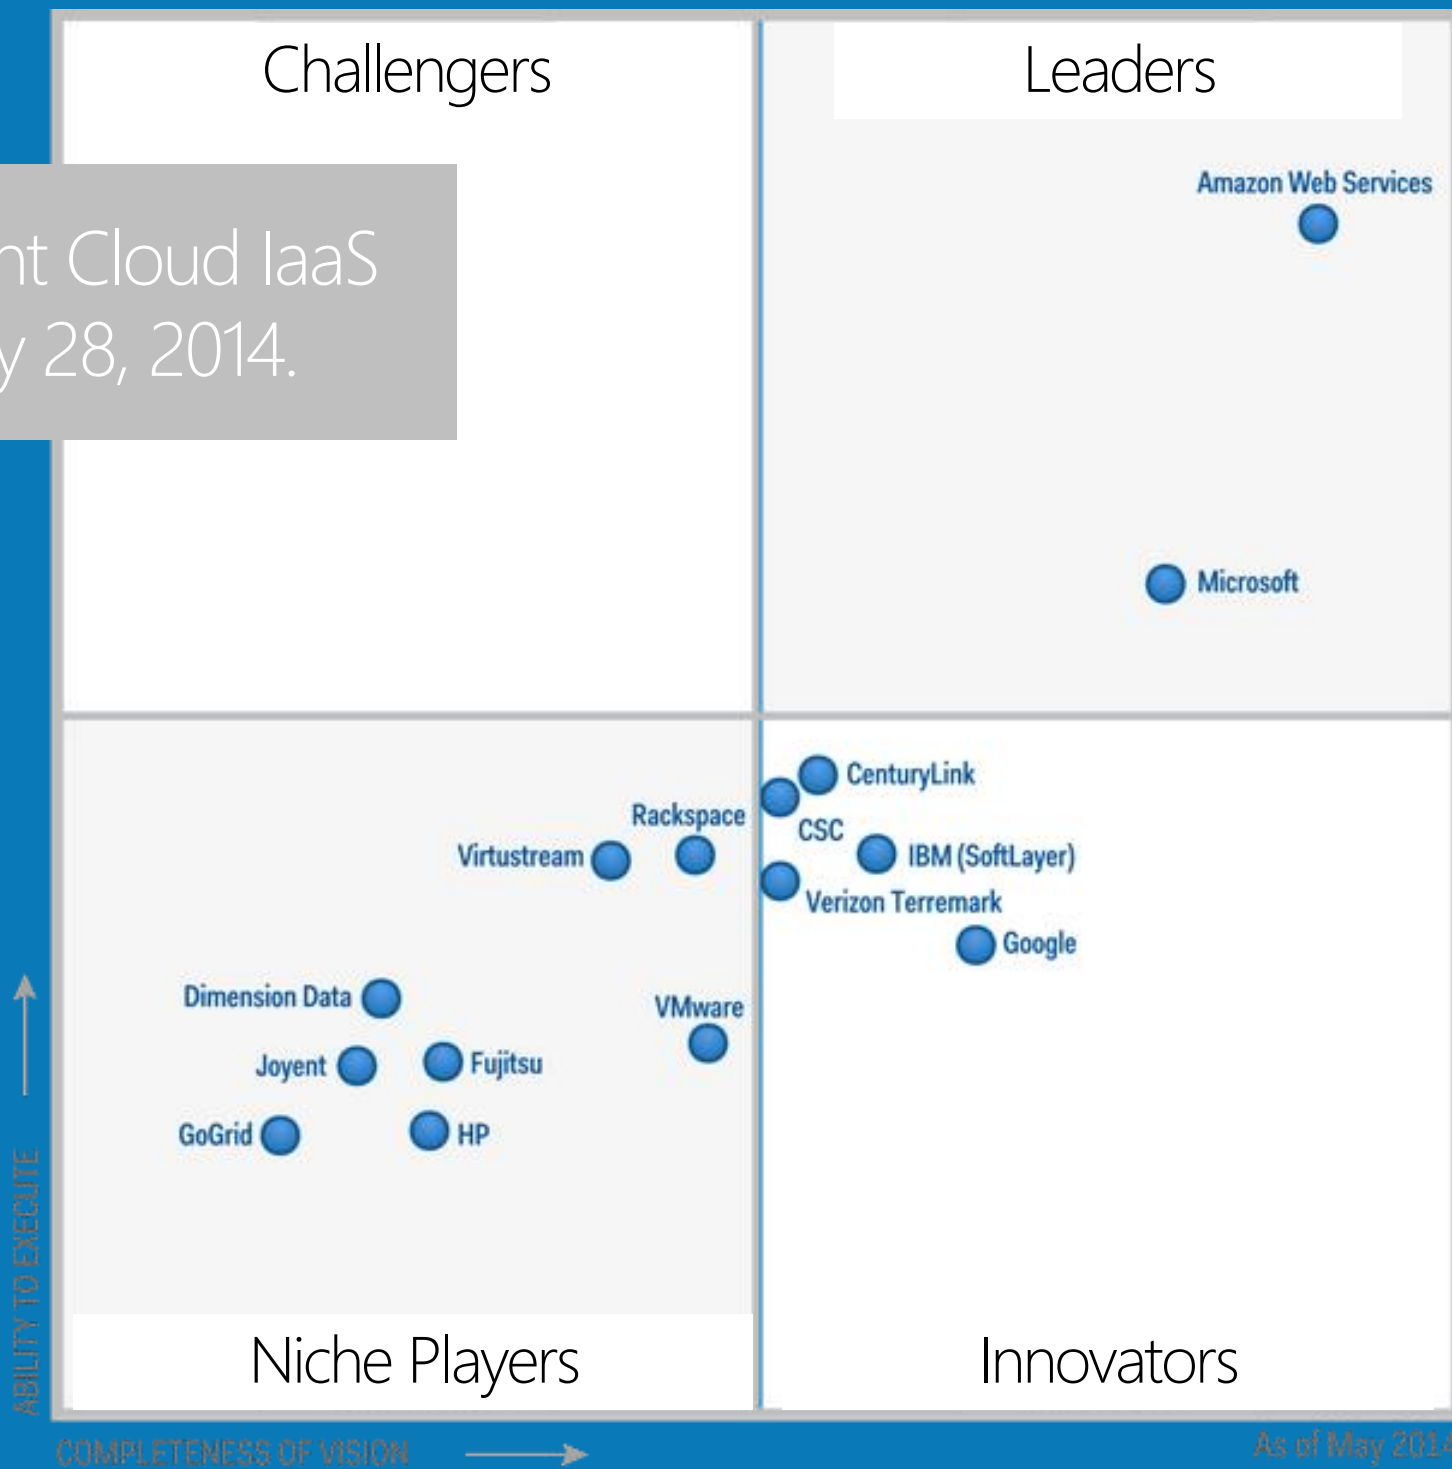 Challengers
Leaders
Amazon Web Services
nt Cloud IaaS
y 28, 2014.
Microsoft
CenturyLink
Rackspace
CSC
Virtustream
IBM (SoftLayer)
Verizon Terremark
Google
Dimension Data
VMware
Joyent
Fujitsu
GoGrid
HP
ABILITY TO EXECUTE
Niche Players
Innovators
COMPLETENESS OF VISION
As of May 2014